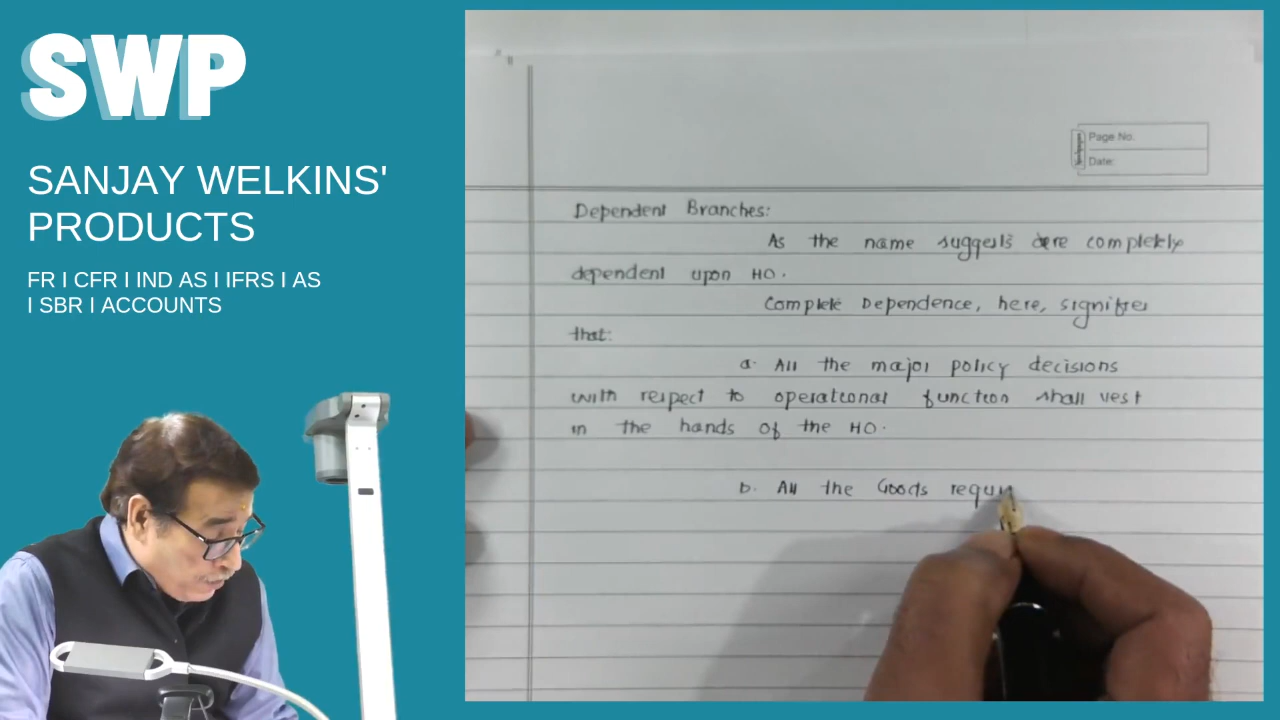 SWP
SANJAY WELKINS'
PRODUCTS
FR I CFR I IND AS I IFRS I AS
I SBR I ACCOUNTS
Page No.
Date:
Dependent Branches:
As the name suggests are completely
dependent upon HO.
Complete Dependence, here, signifies
that:
a. All the major policy decisions
with respect to operational function shall vest
in the hands of the HO.
b. All the Goods requir